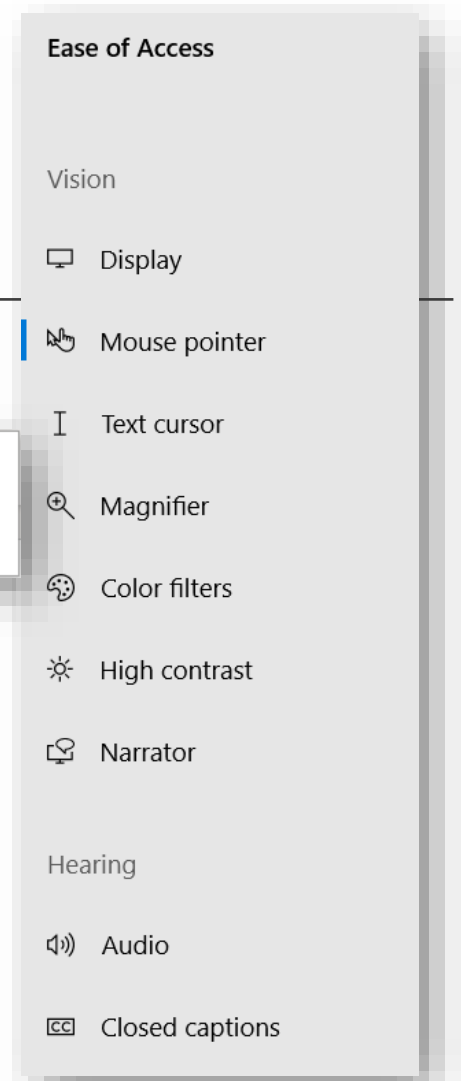 Ease of Access
Vision
Display
Mouse pointer
Text cursor
Magnifier
Color filters
High contrast
Narrator
Hearing
Audio
CC Closed captions